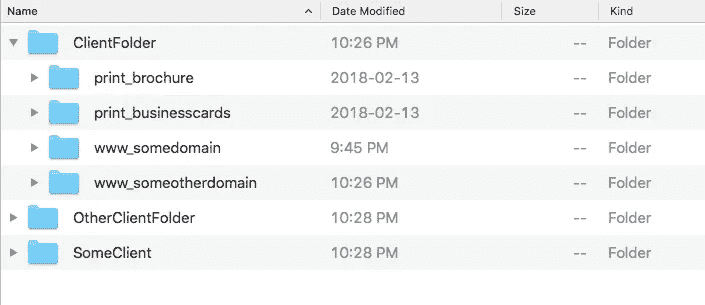 Name Date Modified Size Kind
ClientFolder 10:26 PM -- Folder
print_brochure 2018-02-13 -- Folder
print_businesscards 2018-02-13 -- Folder
www_somedomain 9:45 PM -- Folder
www_someotherdomain 10:26 PM -- Folder
OtherClientFolder 10:28 PM -- Folder
SomeClient 10:28 PM -- Folder